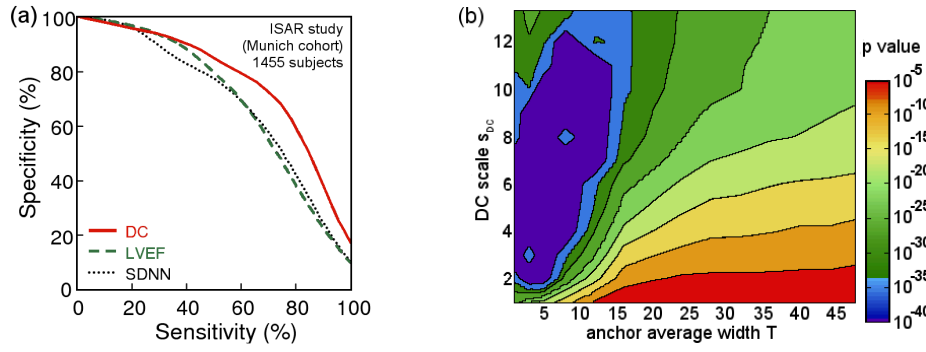 (a)
ISAR study
(Munich cohort)
1455 subjects
Specificity (%)
100
80
60
40
20
0
DC
LVEF
SDNN
0 20 40 60 80 100
Sensitivity (%)
(b)
DC scale s_DC
12
10
8
6
4
2
5 10 15 20 25 30 35 40 45
anchor average width T
p value
10^-5
10^-10
10^-15
10^-20
10^-25
10^-30
10^-35
10^-40